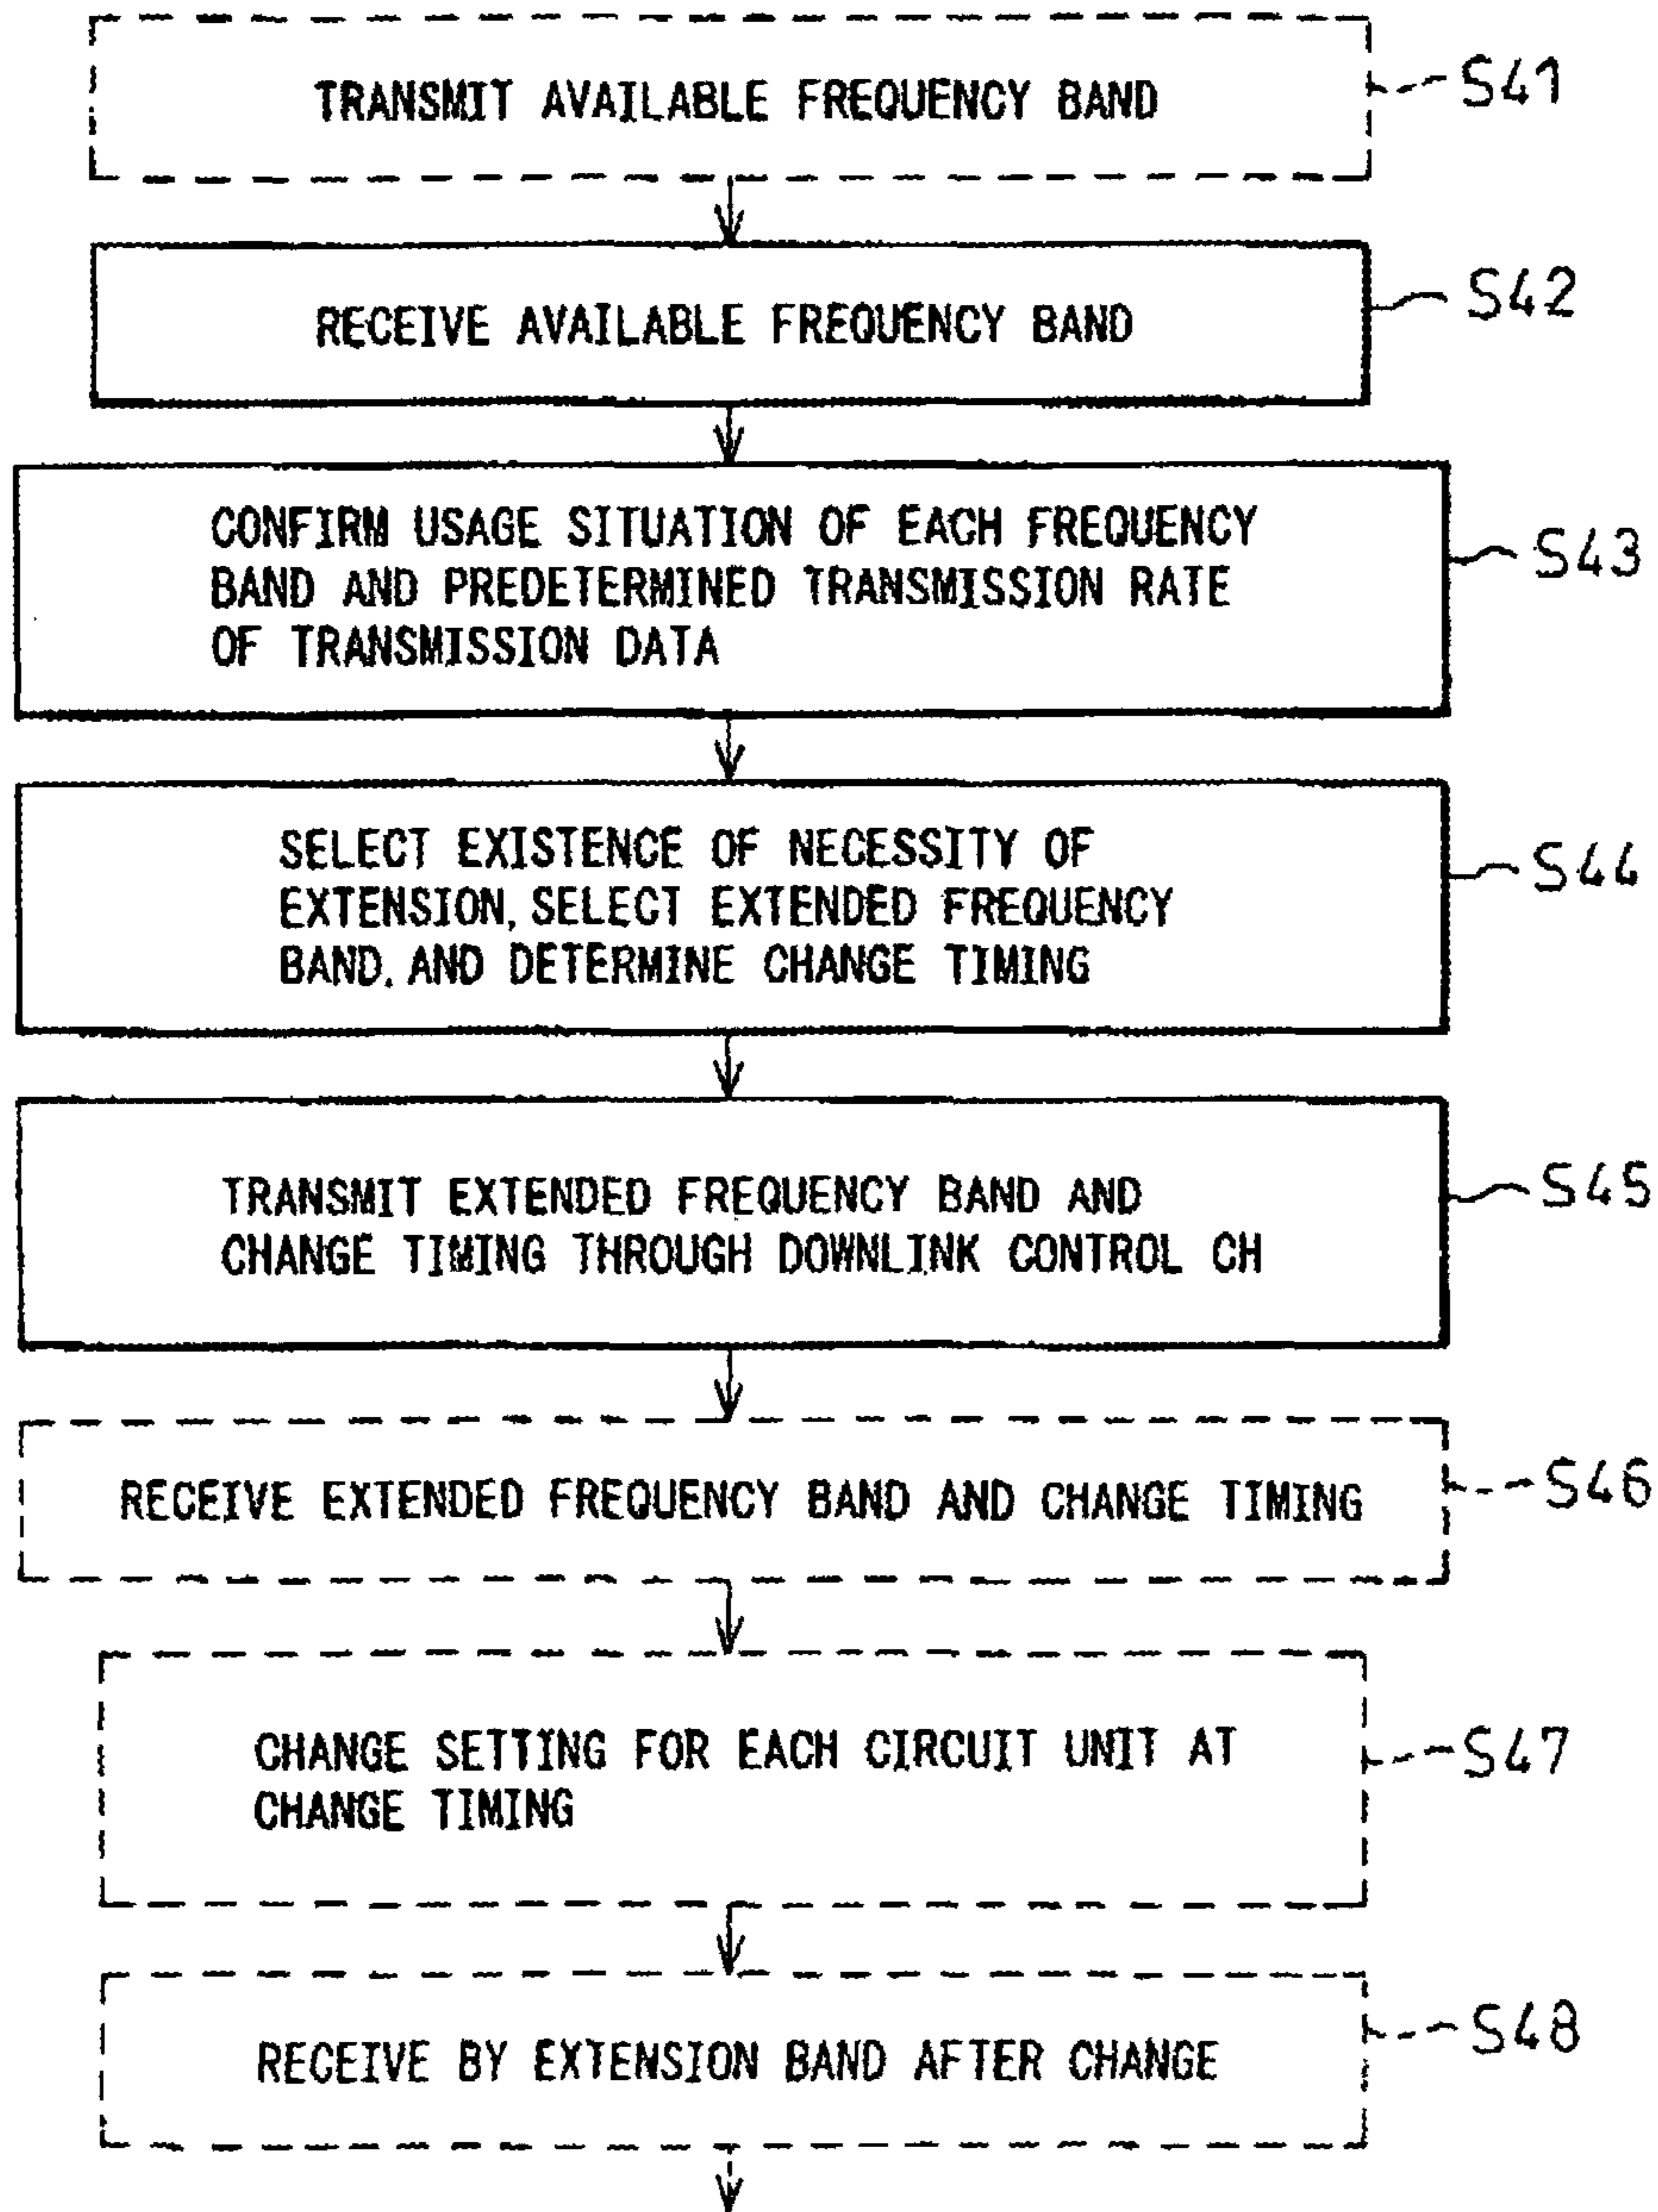 TRANSMIT AVAILABLE FREQUENCY BAND
S41
RECEIVE AVAILABLE FREQUENCY BAND
S42
CONFIRM USAGE SITUATION OF EACH FREQUENCY
BAND AND PREDETERMINED TRANSMISSION RATE
OF TRANSMISSION DATA
S43
SELECT EXISTENCE OF NECESSITY OF
EXTENSION, SELECT EXTENDED FREQUENCY
BAND, AND DETERMINE CHANGE TIMING
S44
TRANSMIT EXTENDED FREQUENCY BAND AND
CHANGE TIMING THROUGH DOWNLINK CONTROL CH
S45
RECEIVE EXTENDED FREQUENCY BAND AND CHANGE TIMING
S46
CHANGE SETTING FOR EACH CIRCUIT UNIT AT
CHANGE TIMING
S47
RECEIVE BY EXTENSION BAND AFTER CHANGE
S48